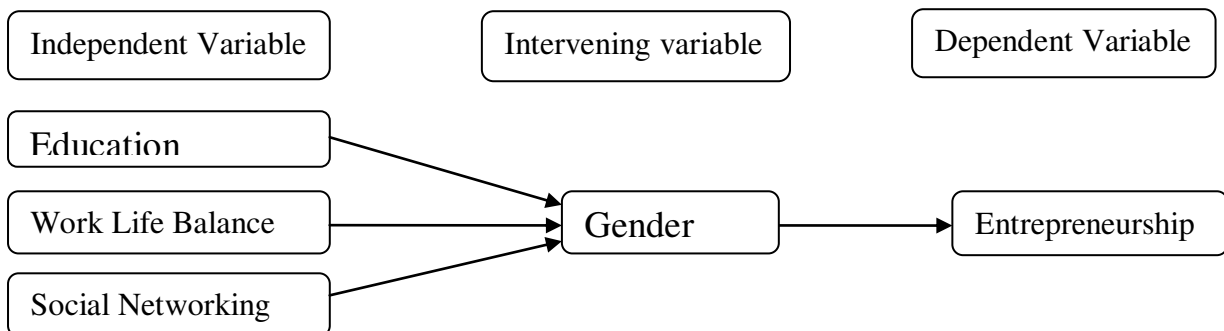 Independent Variable
Intervening variable
Dependent Variable
Education
Work Life Balance
Gender
Entrepreneurship
Social Networking